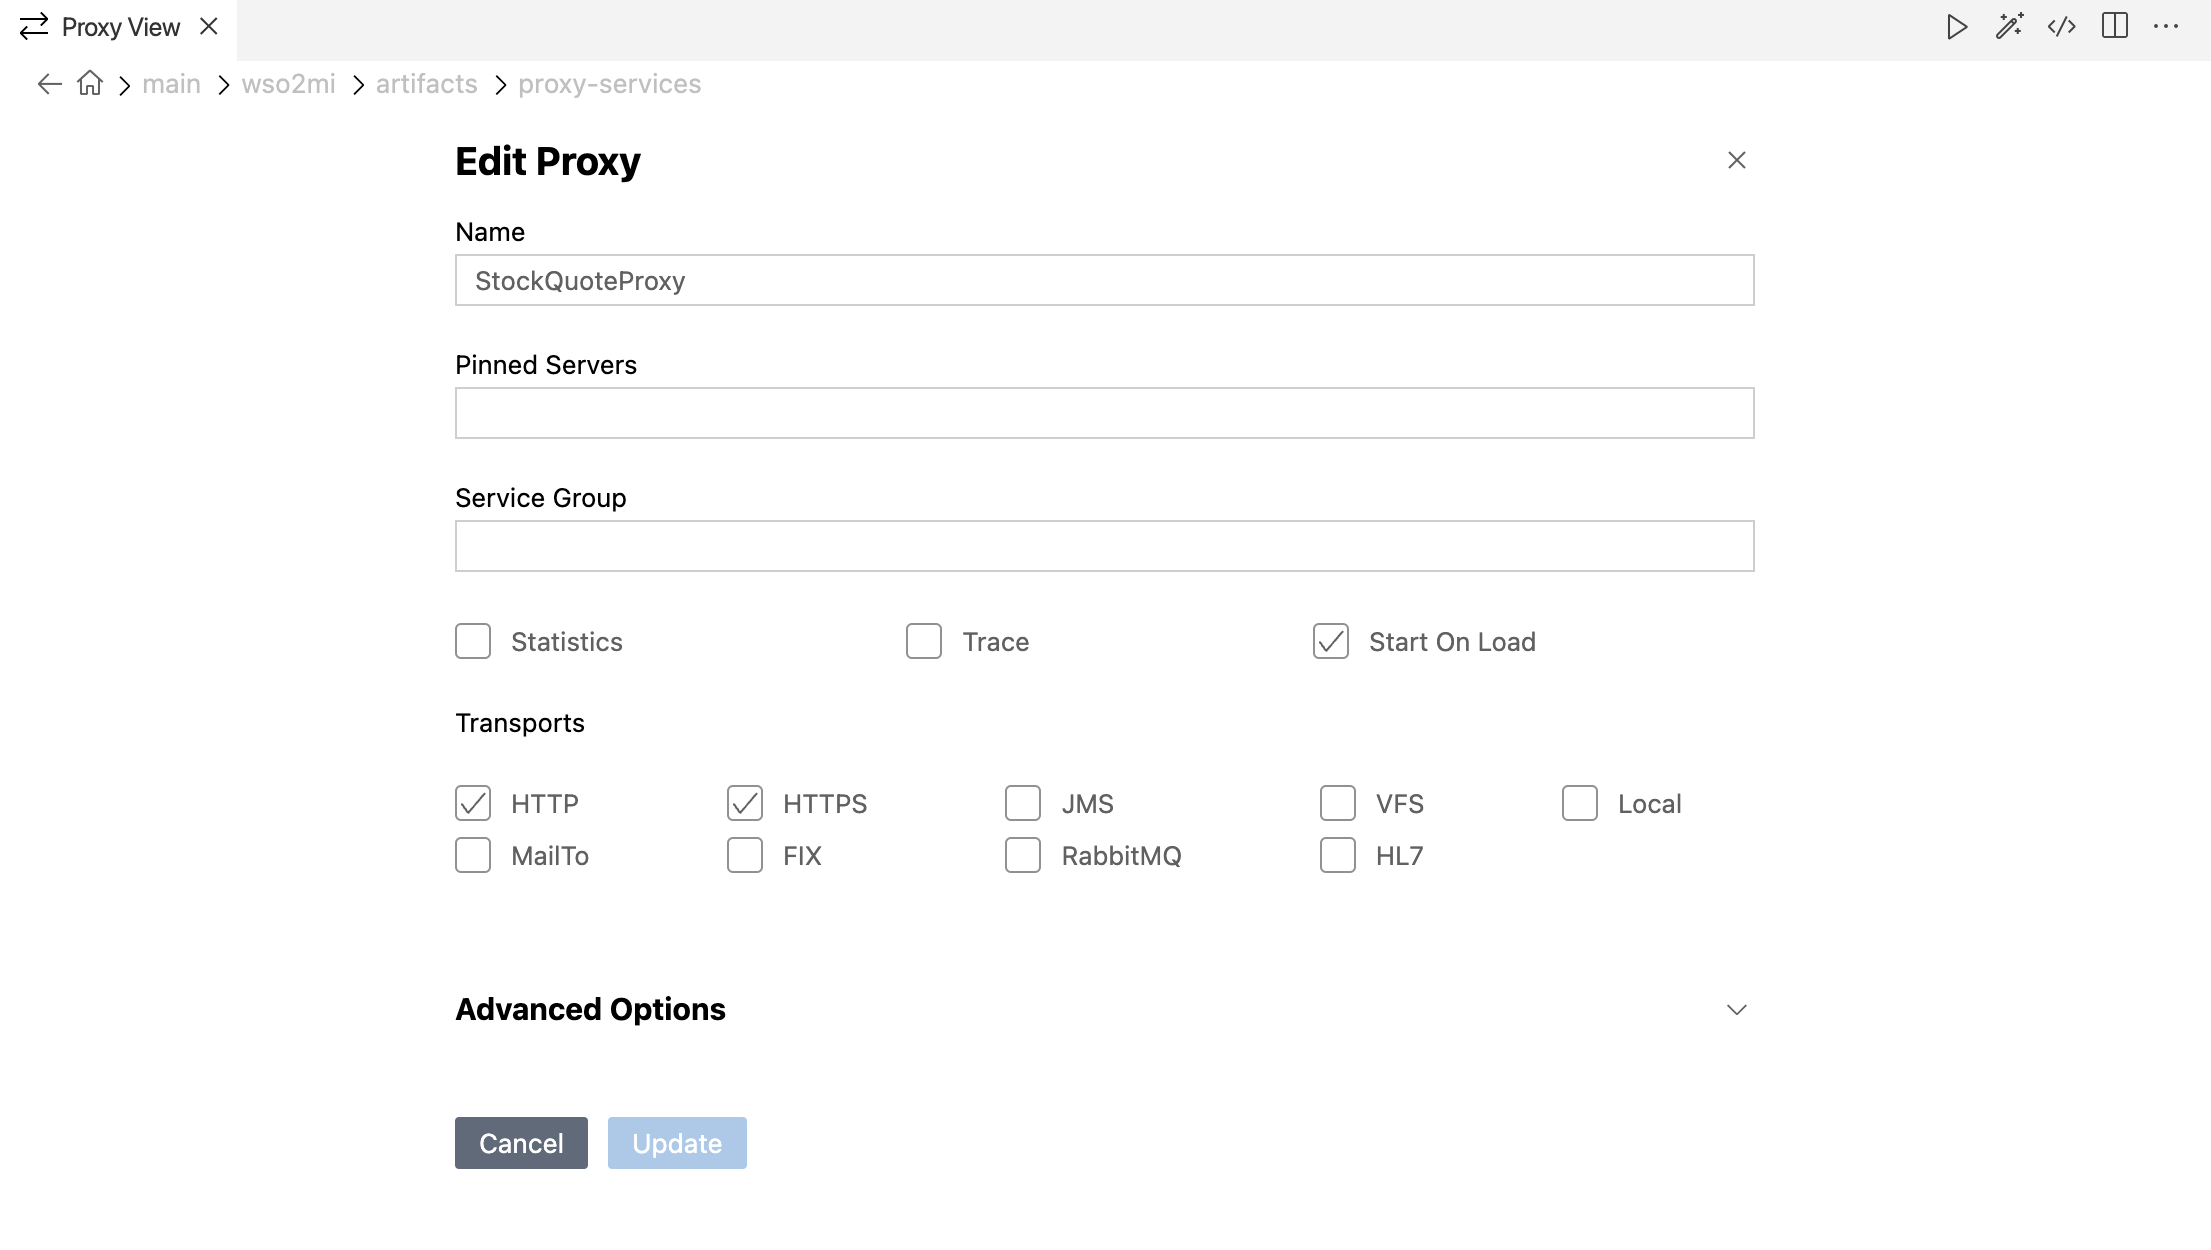 Proxy View
main wso2mi artifacts proxy-services
Edit Proxy
Name
StockQuoteProxy
Pinned Servers
Service Group
Statistics Trace Start On Load
Transports
HTTP HTTPS JMS VFS Local
MailTo FIX RabbitMQ HL7
Advanced Options
Cancel Update